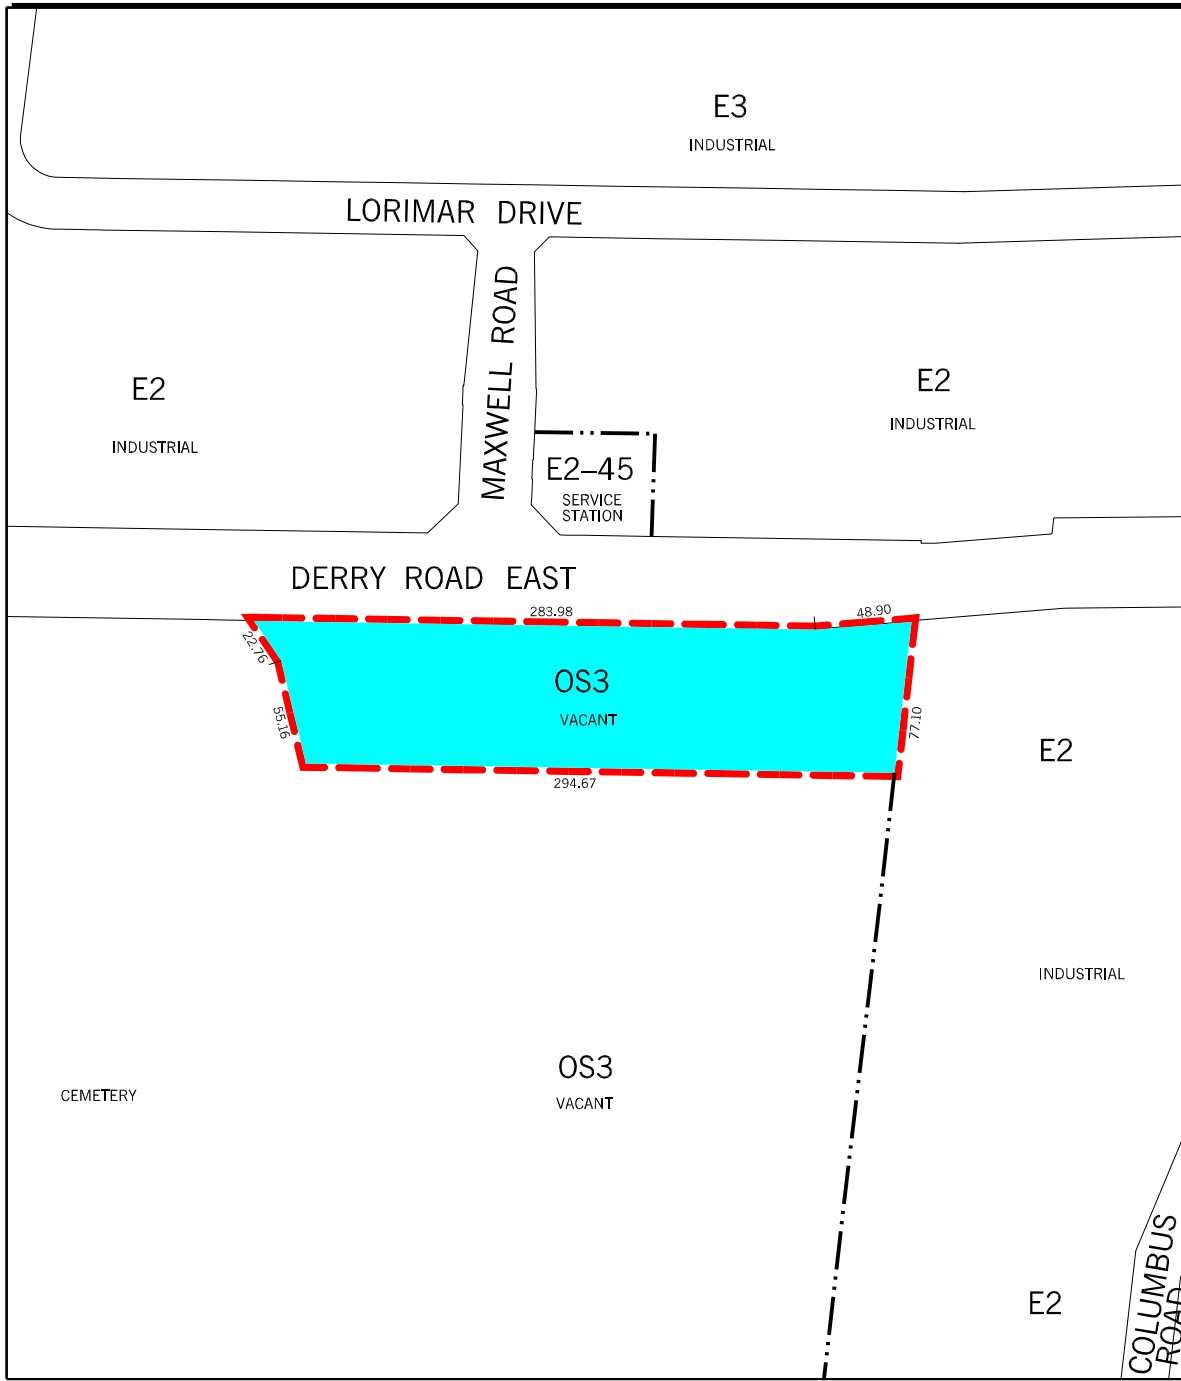 E3
INDUSTRIAL
LORIMAR DRIVE
MAXWELL ROAD
E2
INDUSTRIAL
E2
INDUSTRIAL
E2–45
SERVICE
STATION
DERRY ROAD EAST
283.98
48.90
22.76
55.16
OS3
VACANT
77.10
294.67
E2
INDUSTRIAL
OS3
VACANT
CEMETERY
E2
COLUMBUS
ROAD